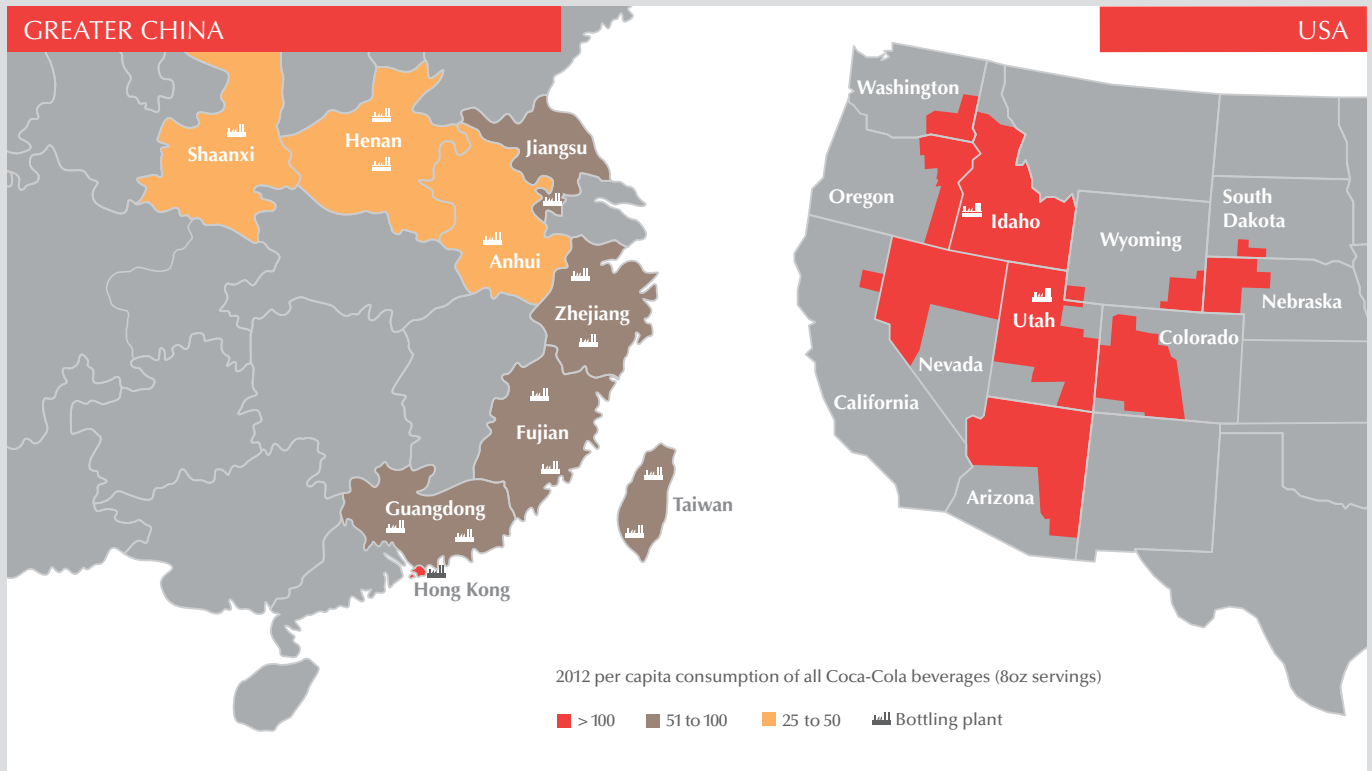 GREATER CHINA
USA
Shaanxi
Henan
Jiangsu
Anhui
Zhejiang
Fujian
Guangdong
Taiwan
Hong Kong
Washington
Oregon
Idaho
Wyoming
South
Dakota
Nebraska
Utah
Colorado
Nevada
California
Arizona
2012 per capita consumption of all Coca-Cola beverages (8oz servings)
> 100
51 to 100
25 to 50
Bottling plant